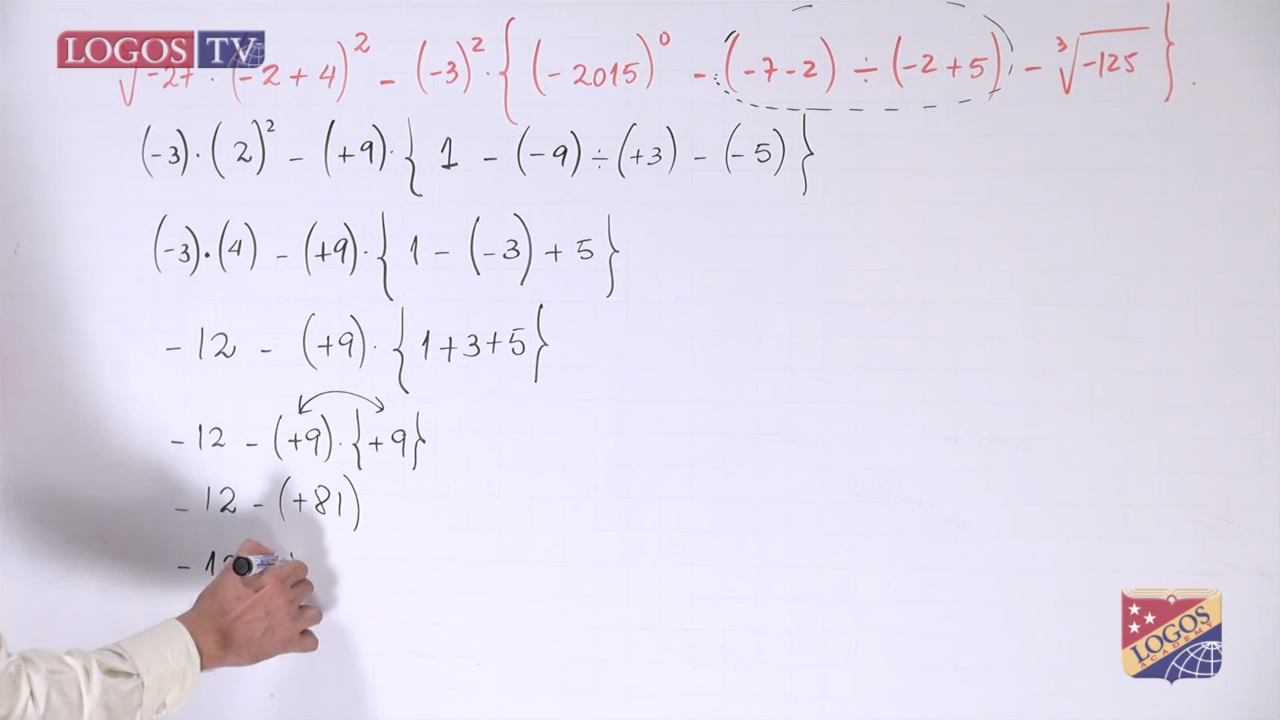 LOGOS TV
√-27 · (-2+4)² - (-3)² · { (-2015)⁰ - (-7-2) ÷ (-2+5) - ∛-125 }
(-3) · (2)² - (+9) · { 1 - (-9) ÷ (+3) - (-5) }
(-3) · (4) - (+9) · { 1 - (-3) + 5 }
-12 - (+9) · { 1+3+5 }
-12 - (+9) · { +9 }
-12 - (+81)
-12
LOGOS
ACADEMY